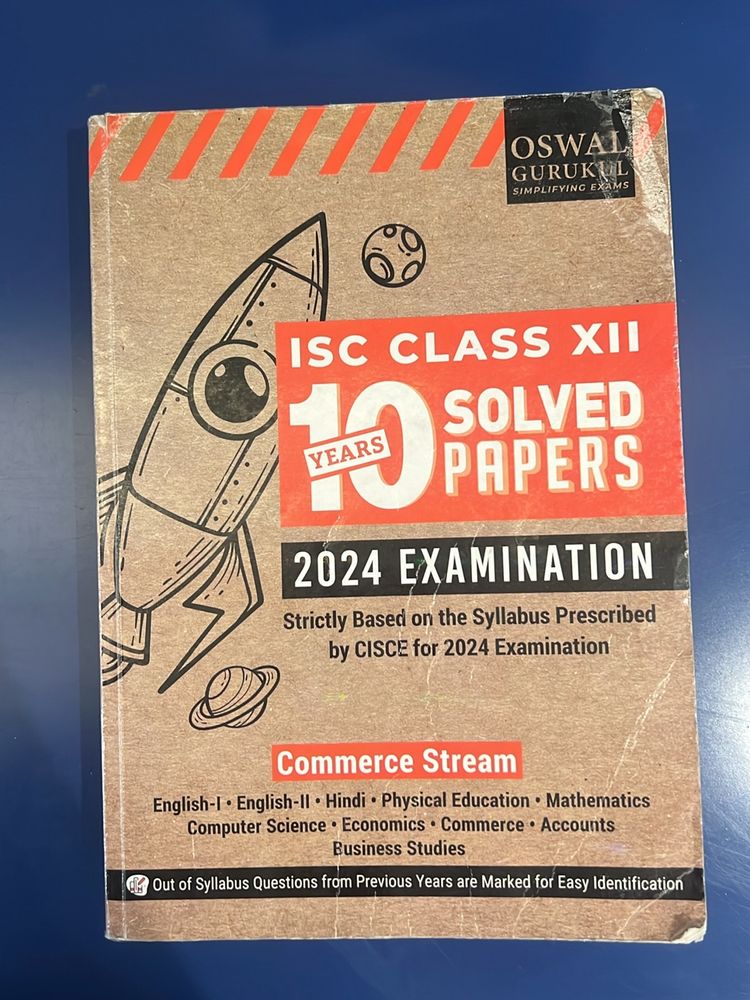 OSWAL
GURUKUL
SIMPLIFYING EXAMS
ISC CLASS XII
10
YEARS
SOLVED
PAPERS
2024 EXAMINATION
Strictly Based on the Syllabus Prescribed
by CISCE for 2024 Examination
Commerce Stream
English-I • English-II • Hindi • Physical Education • Mathematics
Computer Science • Economics • Commerce • Accounts
Business Studies
Out of Syllabus Questions from Previous Years are Marked for Easy Identification